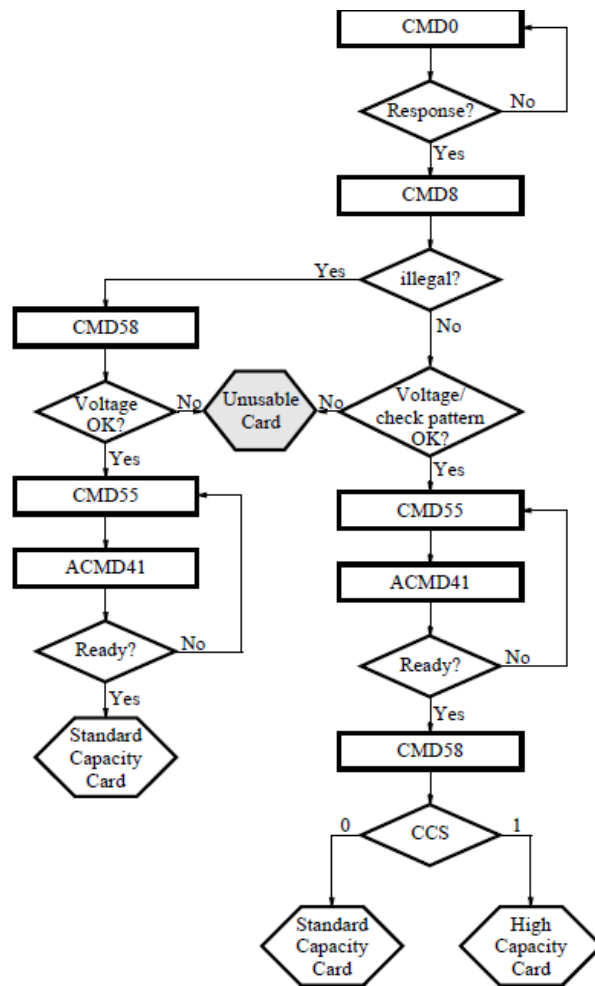 CMD0
Response?
No
Yes
CMD8
illegal?
Yes
No
CMD58
Voltage
OK?
No
Unusable
Card
No
Voltage/
check pattern
OK?
Yes
Yes
CMD55
CMD55
ACMD41
ACMD41
Ready?
No
Ready?
No
Yes
Yes
Standard
Capacity
Card
CMD58
0
CCS
1
Standard
Capacity
Card
High
Capacity
Card